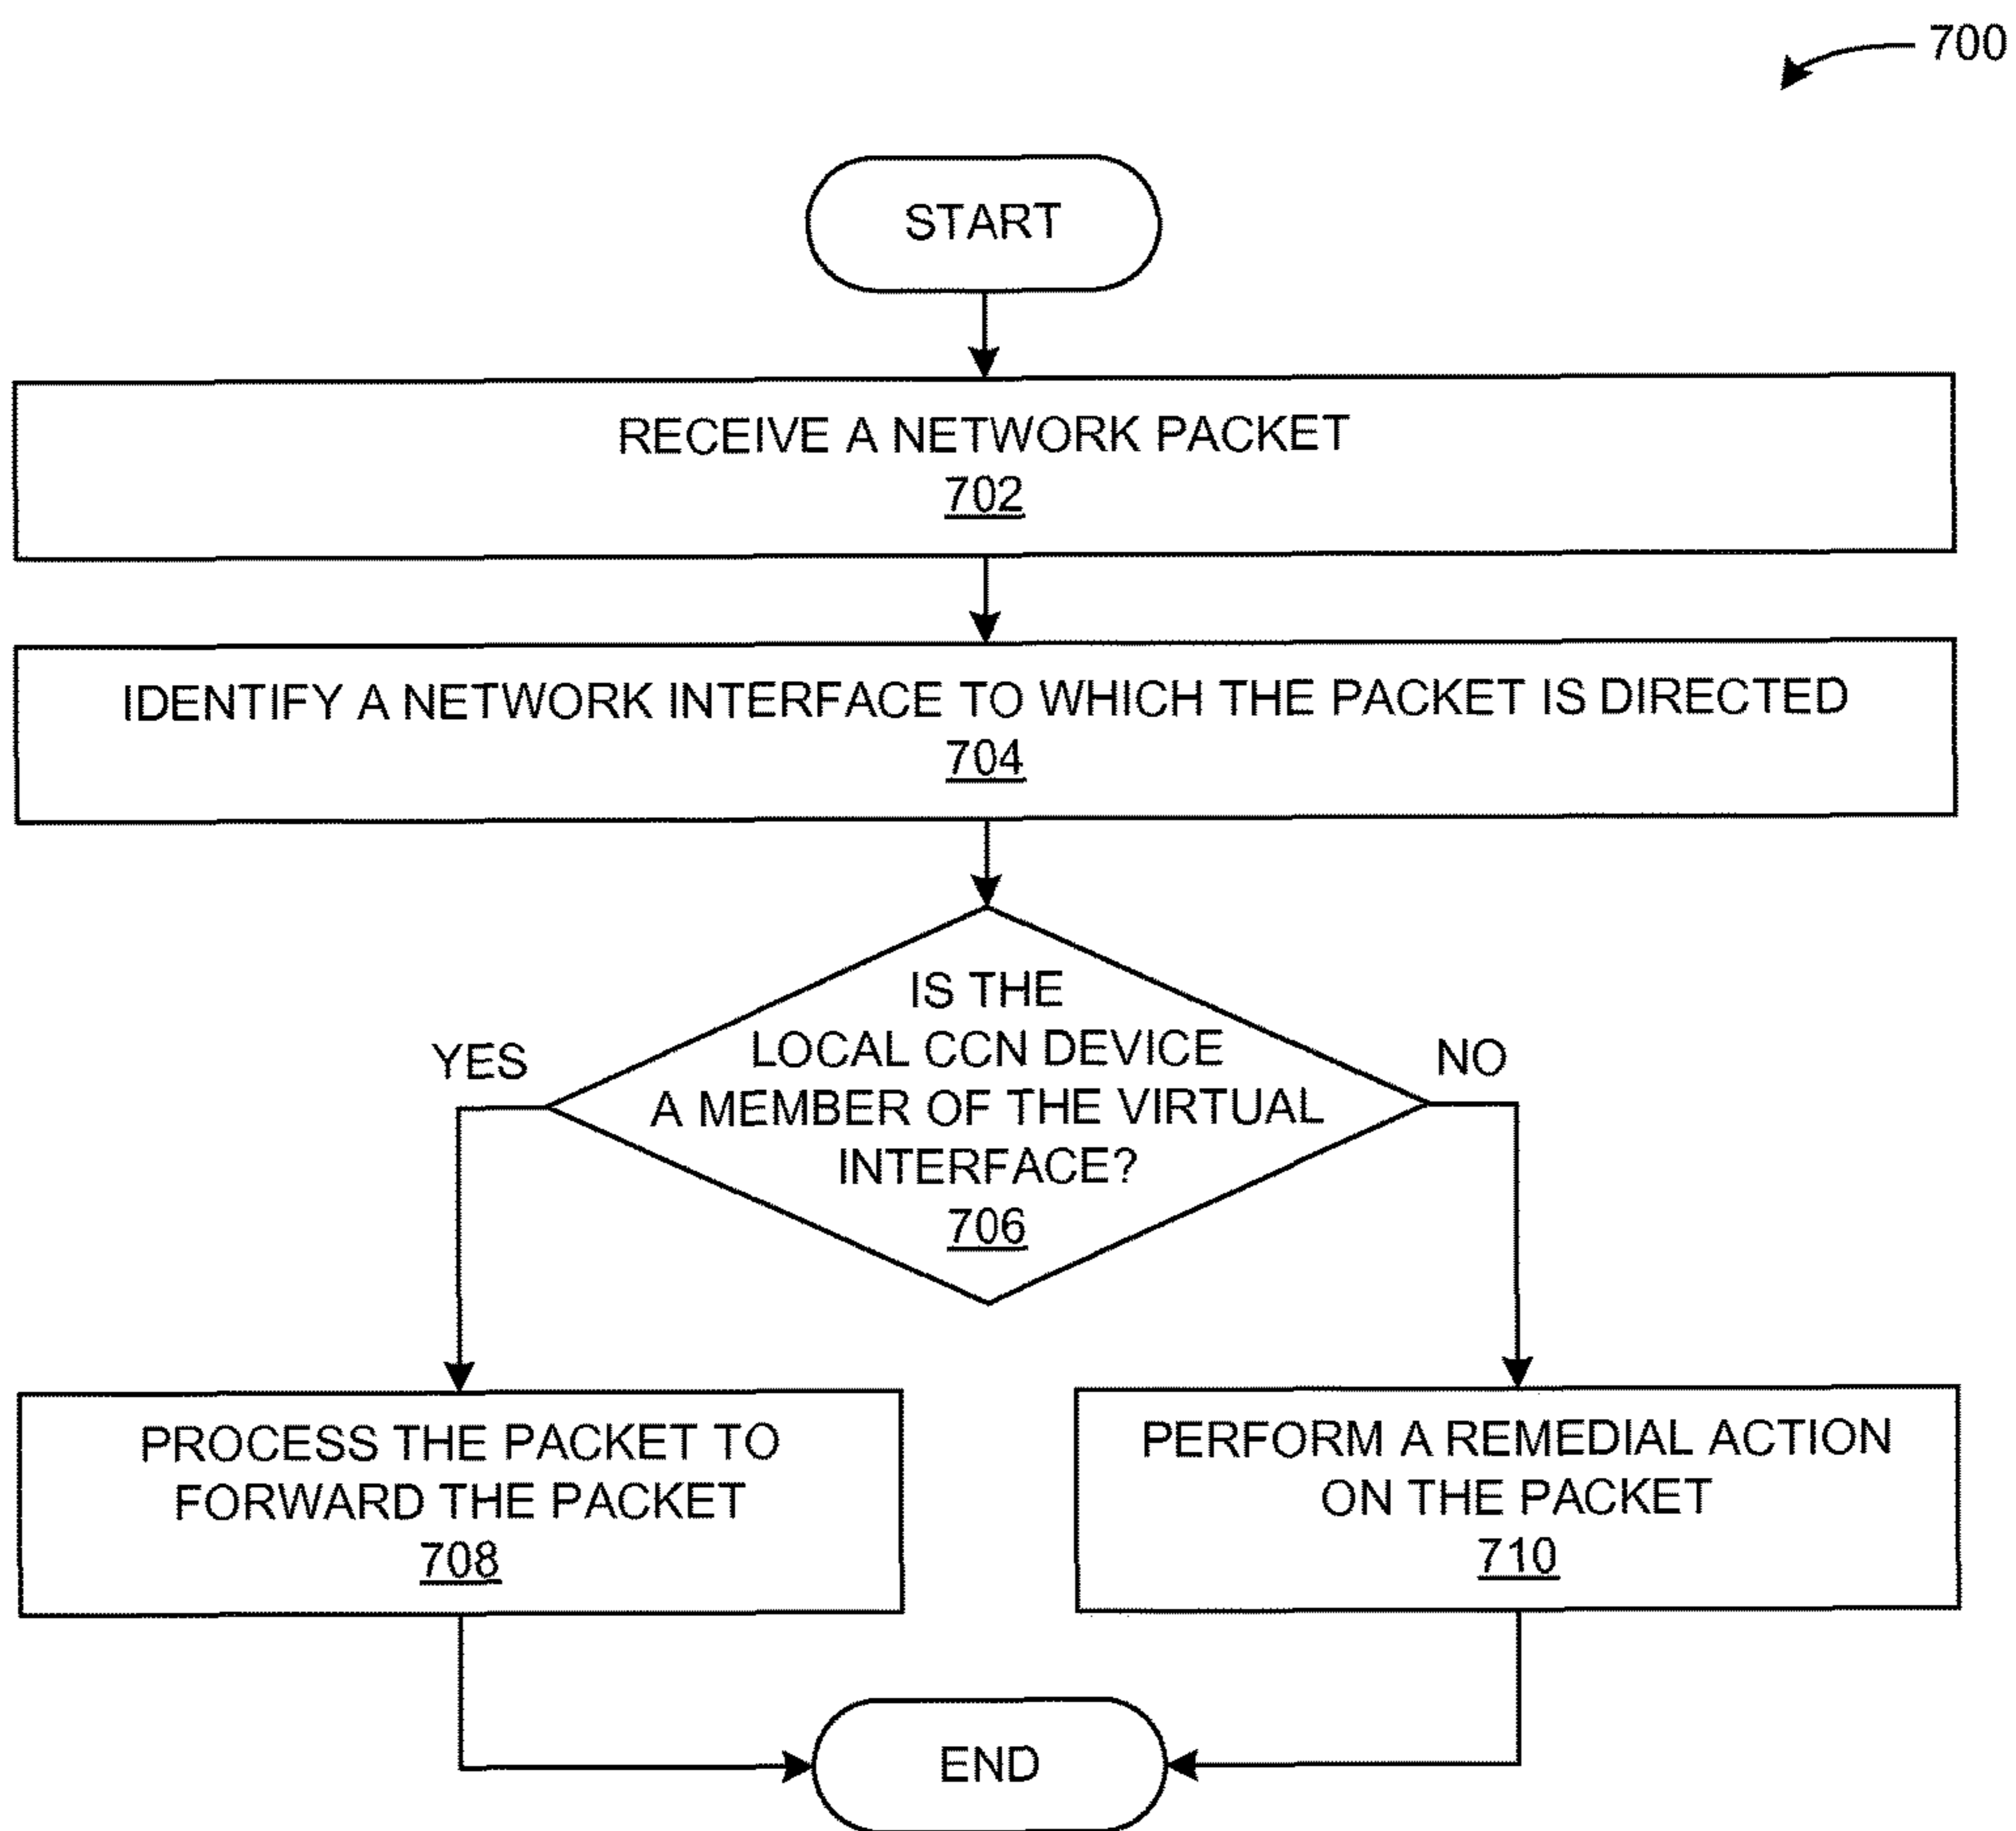 700
START
RECEIVE A NETWORK PACKET
702
IDENTIFY A NETWORK INTERFACE TO WHICH THE PACKET IS DIRECTED
704
IS THE
LOCAL CCN DEVICE
A MEMBER OF THE VIRTUAL
INTERFACE?
706
YES
NO
PROCESS THE PACKET TO
FORWARD THE PACKET
708
PERFORM A REMEDIAL ACTION
ON THE PACKET
710
END